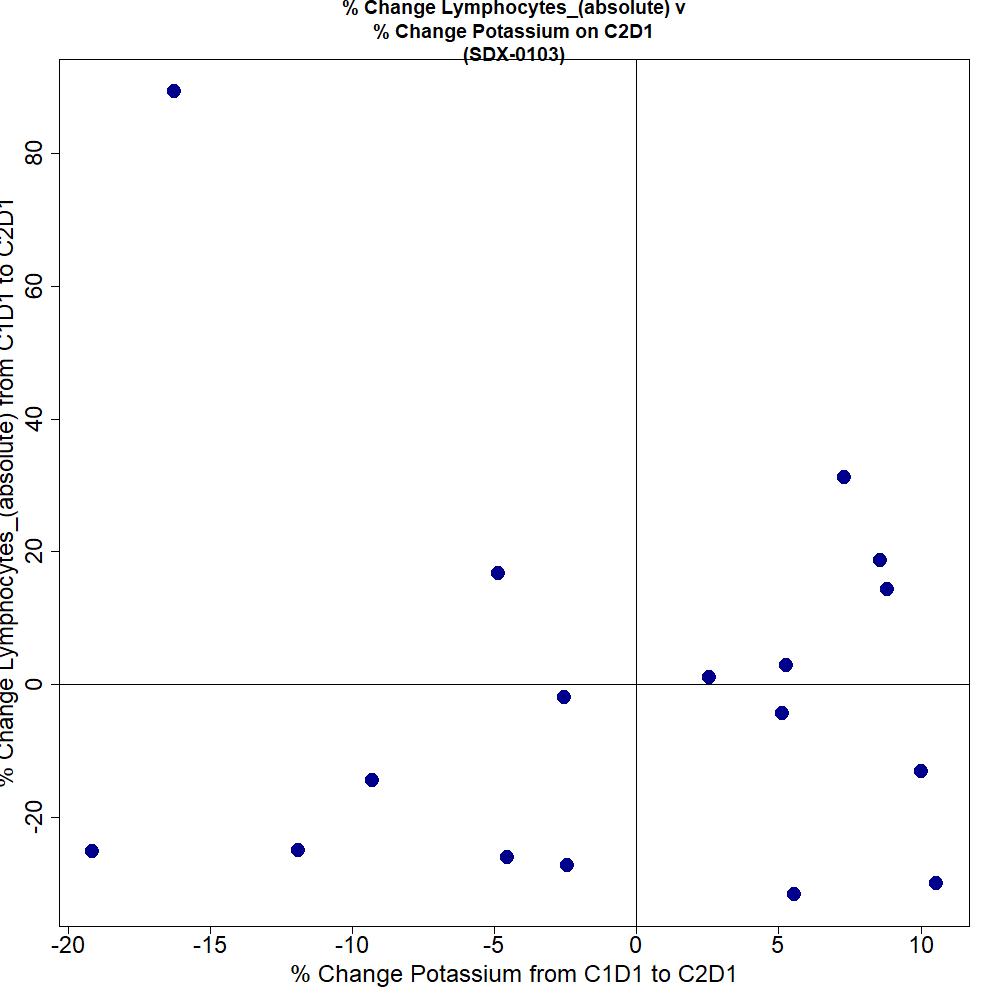 % Change Lymphocytes_(absolute) v
% Change Potassium on C2D1
(SDX-0103)
% Change Lymphocytes_(absolute) from C1D1 to C2D1
80
60
40
20
0
-20
-20 -15 -10 -5 0 5 10
% Change Potassium from C1D1 to C2D1